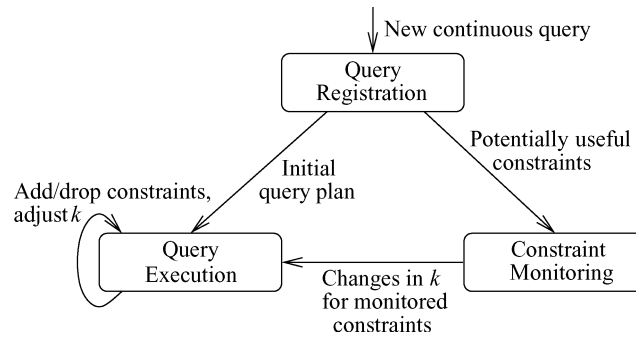 New continuous query
Query
Registration
Potentially useful
constraints
Initial
query plan
Add/drop constraints,
adjust k
Query
Execution
Constraint
Monitoring
Changes in k
for monitored
constraints